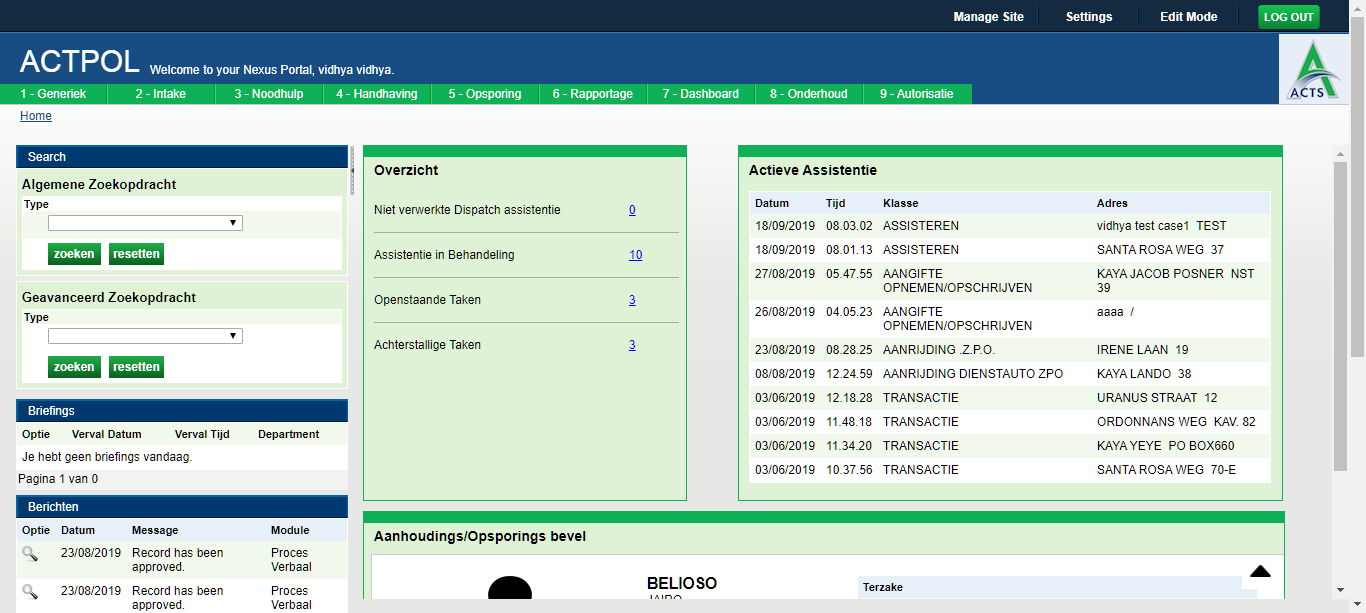 Manage Site Settings Edit Mode LOG OUT
ACTPOL Welcome to your Nexus Portal, vidhya vidhya.
ACTS
1 - Generiek 2 - Intake 3 - Noodhulp 4 - Handhaving 5 - Opsporing 6 - Rapportage 7 - Dashboard 8 - Onderhoud 9 - Autorisatie
Home
Search
Algemene Zoekopdracht
Type
zoeken resetten
Geavanceerd Zoekopdracht
Type
zoeken resetten
Briefings
Optie Verval Datum Verval Tijd Department
Je hebt geen briefings vandaag.
Pagina 1 van 0
Berichten
Optie Datum Message Module
23/08/2019 Record has been Proces
approved. Verbaal
23/08/2019 Record has been Proces
approved. Verbaal
Overzicht
Niet verwerkte Dispatch assistentie 0
Assistentie in Behandeling 10
Openstaande Taken 3
Achterstallige Taken 3
Actieve Assistentie
Datum Tijd Klasse Adres
18/09/2019 08.03.02 ASSISTEREN vidhya test case1 TEST
18/09/2019 08.01.13 ASSISTEREN SANTA ROSA WEG 37
27/08/2019 05.47.55 AANGIFTE KAYA JACOB POSNER NST
OPNEMEN/OPSCHRIJVEN 39
26/08/2019 04.05.23 AANGIFTE aaaa /
OPNEMEN/OPSCHRIJVEN
23/08/2019 08.28.25 AANRIJDING .Z.P.O. IRENE LAAN 19
08/08/2019 12.24.59 AANRIJDING DIENSTAUTO ZPO KAYA LANDO 38
03/06/2019 12.18.28 TRANSACTIE URANUS STRAAT 12
03/06/2019 11.48.18 TRANSACTIE ORDONNANS WEG KAV. 82
03/06/2019 11.34.20 TRANSACTIE KAYA YEYE PO BOX660
03/06/2019 10.37.56 TRANSACTIE SANTA ROSA WEG 70-E
Aanhoudings/Opsporings bevel
BELIOSO
Terzake